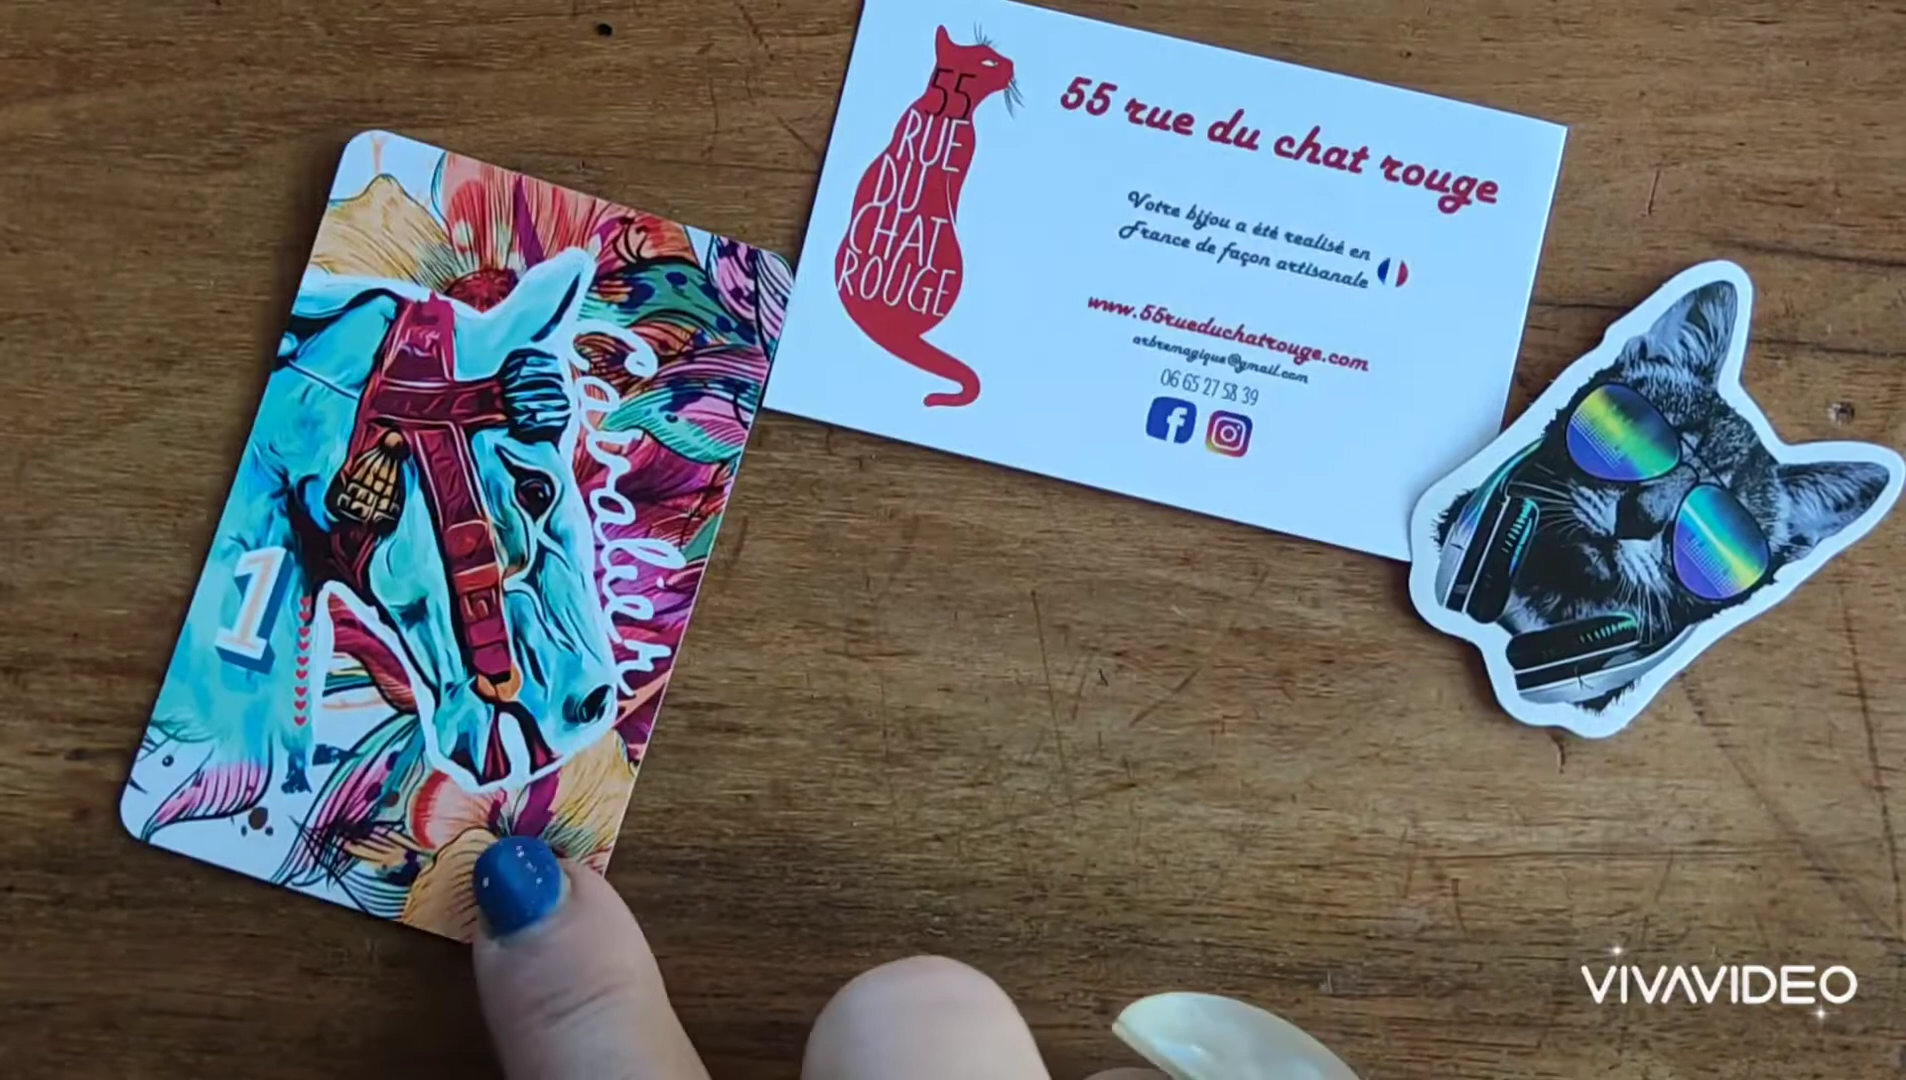 1
Cavalier
55
RUE
DU
CHAT
ROUGE
55 rue du chat rouge
Votre bijou a été realisé en
France de façon artisanale
www.55rueduchatrouge.com
arbremagique@gmail.com
06 65 27 58 39
VIVAVIDEO